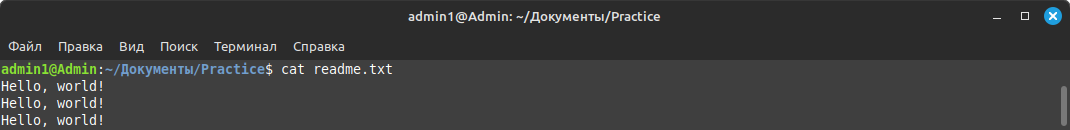 admin1@Admin: ~/Документы/Practice
Файл Правка Вид Поиск Терминал Справка
admin1@Admin:~/Документы/Practice$ cat readme.txt
Hello, world!
Hello, world!
Hello, world!